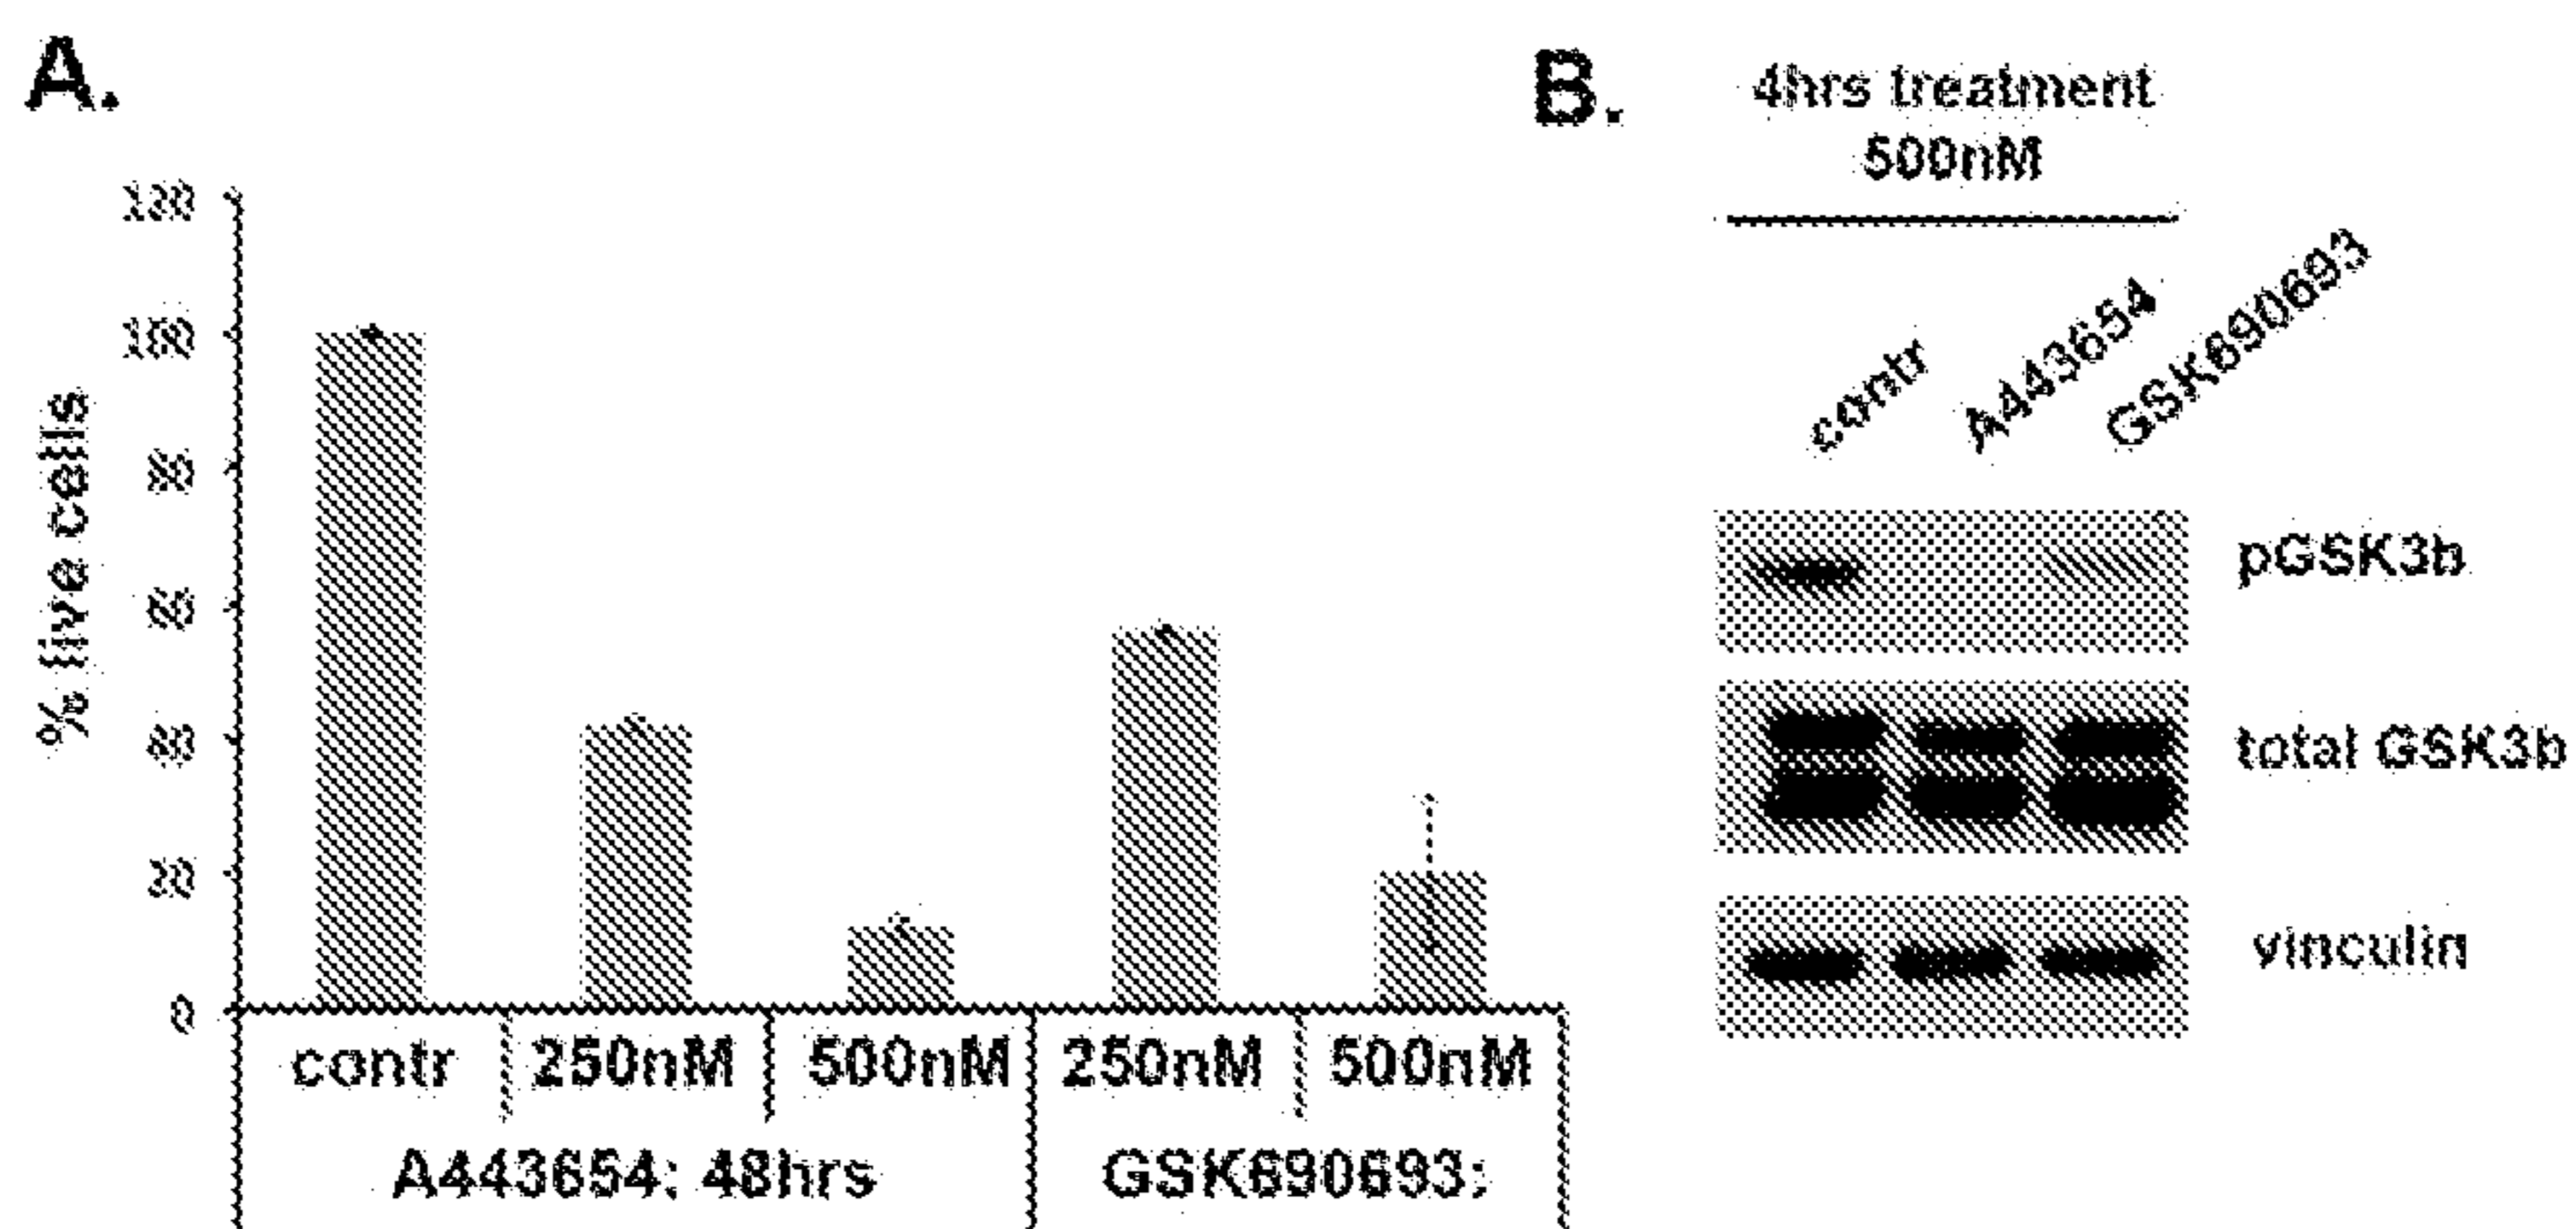 A.
% live cells
120
100
80
60
40
20
0
contr 250nM 500nM 250nM 500nM
A443654: 48hrs GSK690693:
B.
4hrs treatment
500nM
contr
A443654
GSK690693
pGSK3b
total GSK3b
vinculin